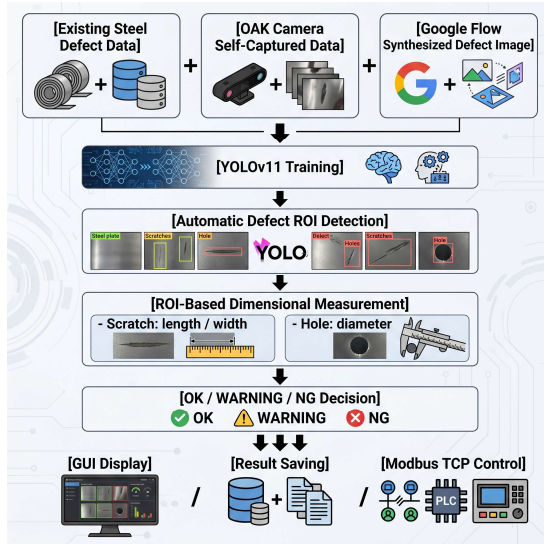 [Existing Steel
Defect Data]
+
+
[OAK Camera
Self-Captured Data]
+
+
[Google Flow
Synthesized Defect Image]
G +
[YOLOv11 Training]
[Automatic Defect ROI Detection]
Steel plate
Scratches
Hole
YOLO
Defect
Holes
Scratches
Hole
[ROI-Based Dimensional Measurement]
- Scratch: length / width
- Hole: diameter
[OK / WARNING / NG Decision]
OK
WARNING
NG
[GUI Display]
/
[Result Saving]
+
/
[Modbus TCP Control]
PLC